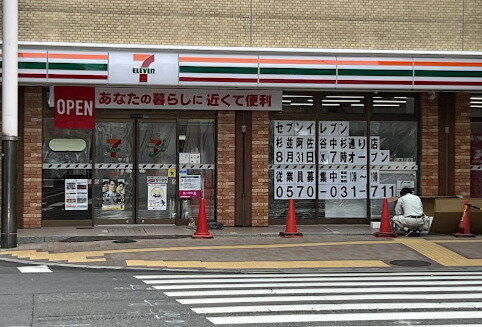 7
ELEVEN
OPEN
あなたの暮らしに 近くて便利
セブンイレブン
杉並阿佐谷中杉通り店
8月31日 水 7時オープン
従業員募集中
0570-031-711